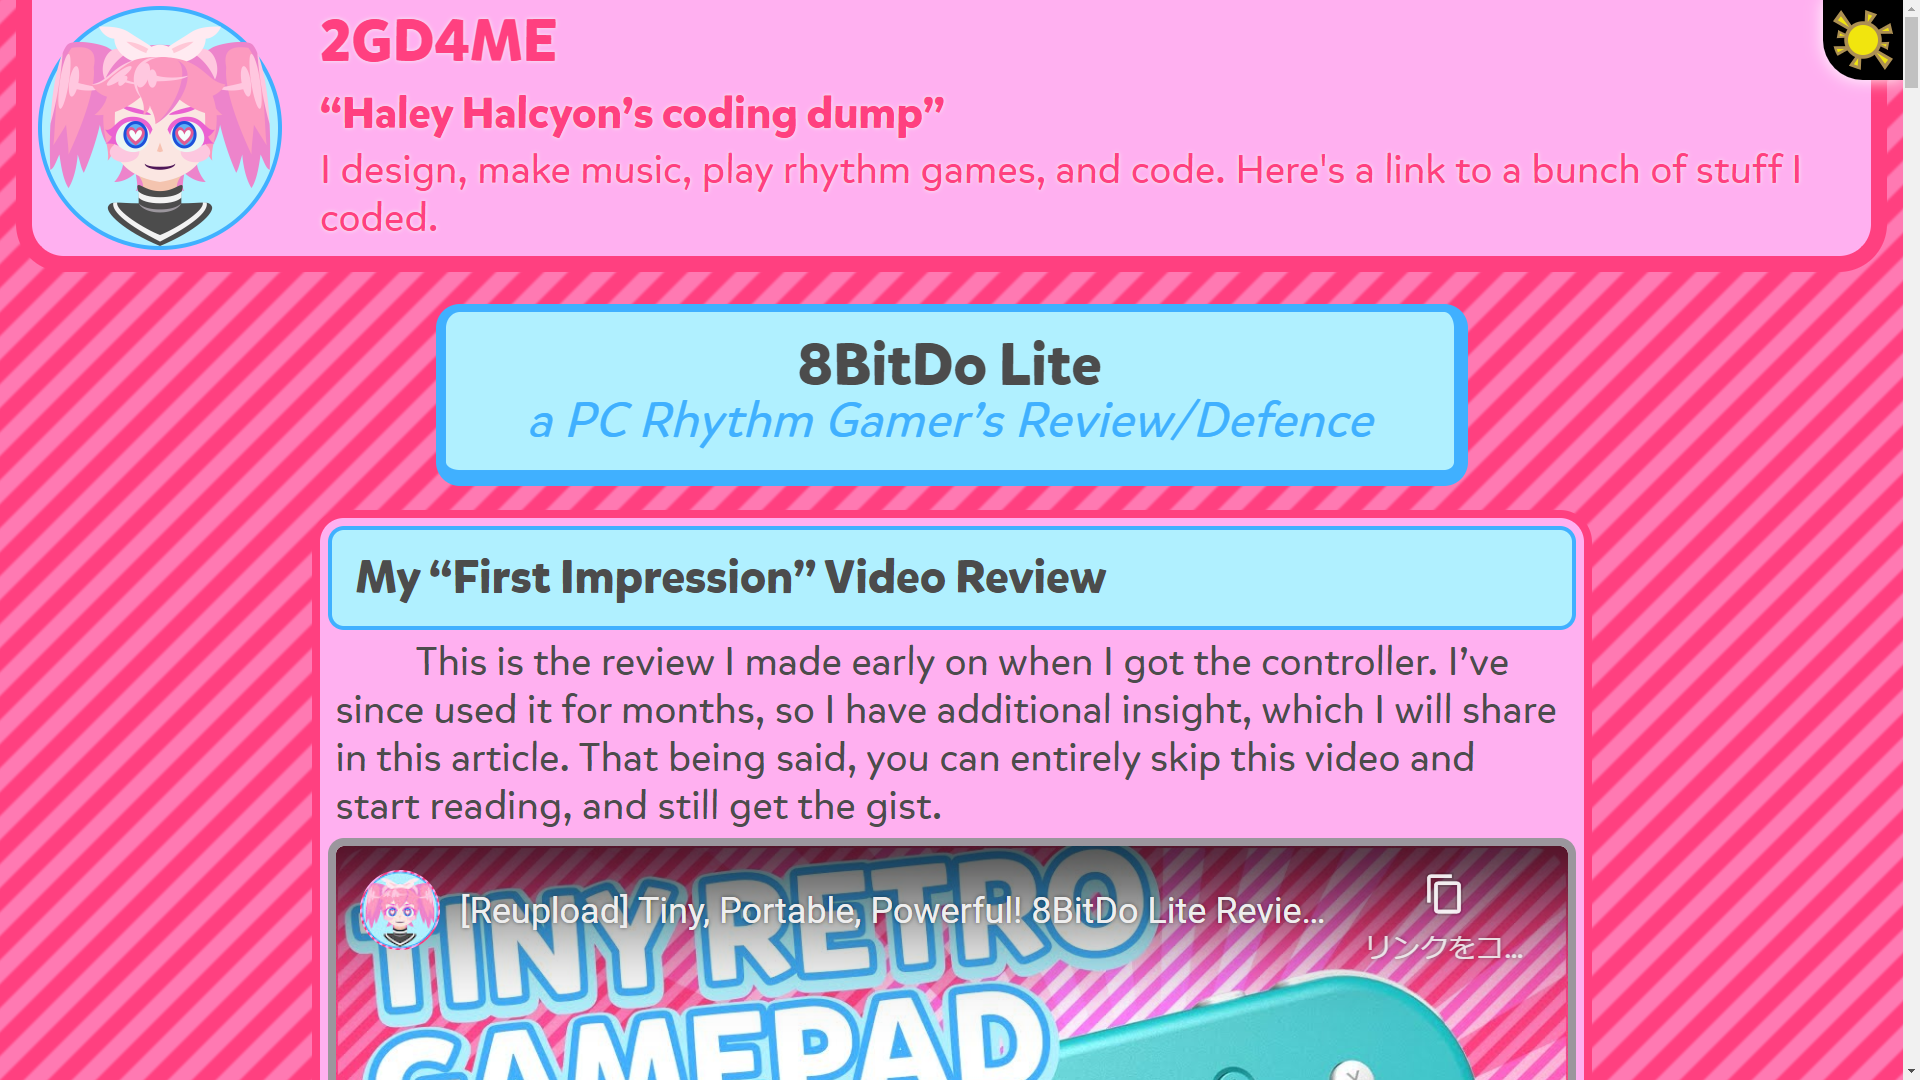 2GD4ME
“Haley Halcyon’s coding dump”
I design, make music, play rhythm games, and code. Here's a link to a bunch of stuff I
coded.
8BitDo Lite
a PC Rhythm Gamer’s Review/Defence
My “First Impression” Video Review
This is the review I made early on when I got the controller. I’ve
since used it for months, so I have additional insight, which I will share
in this article. That being said, you can entirely skip this video and
start reading, and still get the gist.
[Reupload] Tiny, Portable, Powerful! 8BitDo Lite Revie...
リンクをコ...
TINY RETRO
GAMEPAD
Y